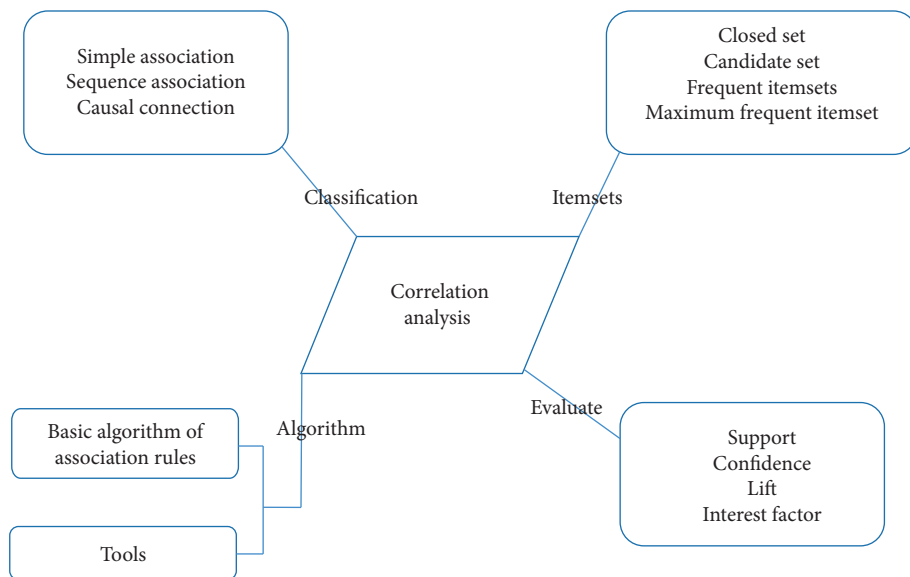 Simple association
Sequence association
Causal connection
Closed set
Candidate set
Frequent itemsets
Maximum frequent itemset
Classification
Itemsets
Correlation
analysis
Algorithm
Evaluate
Basic algorithm of
association rules
Tools
Support
Confidence
Lift
Interest factor